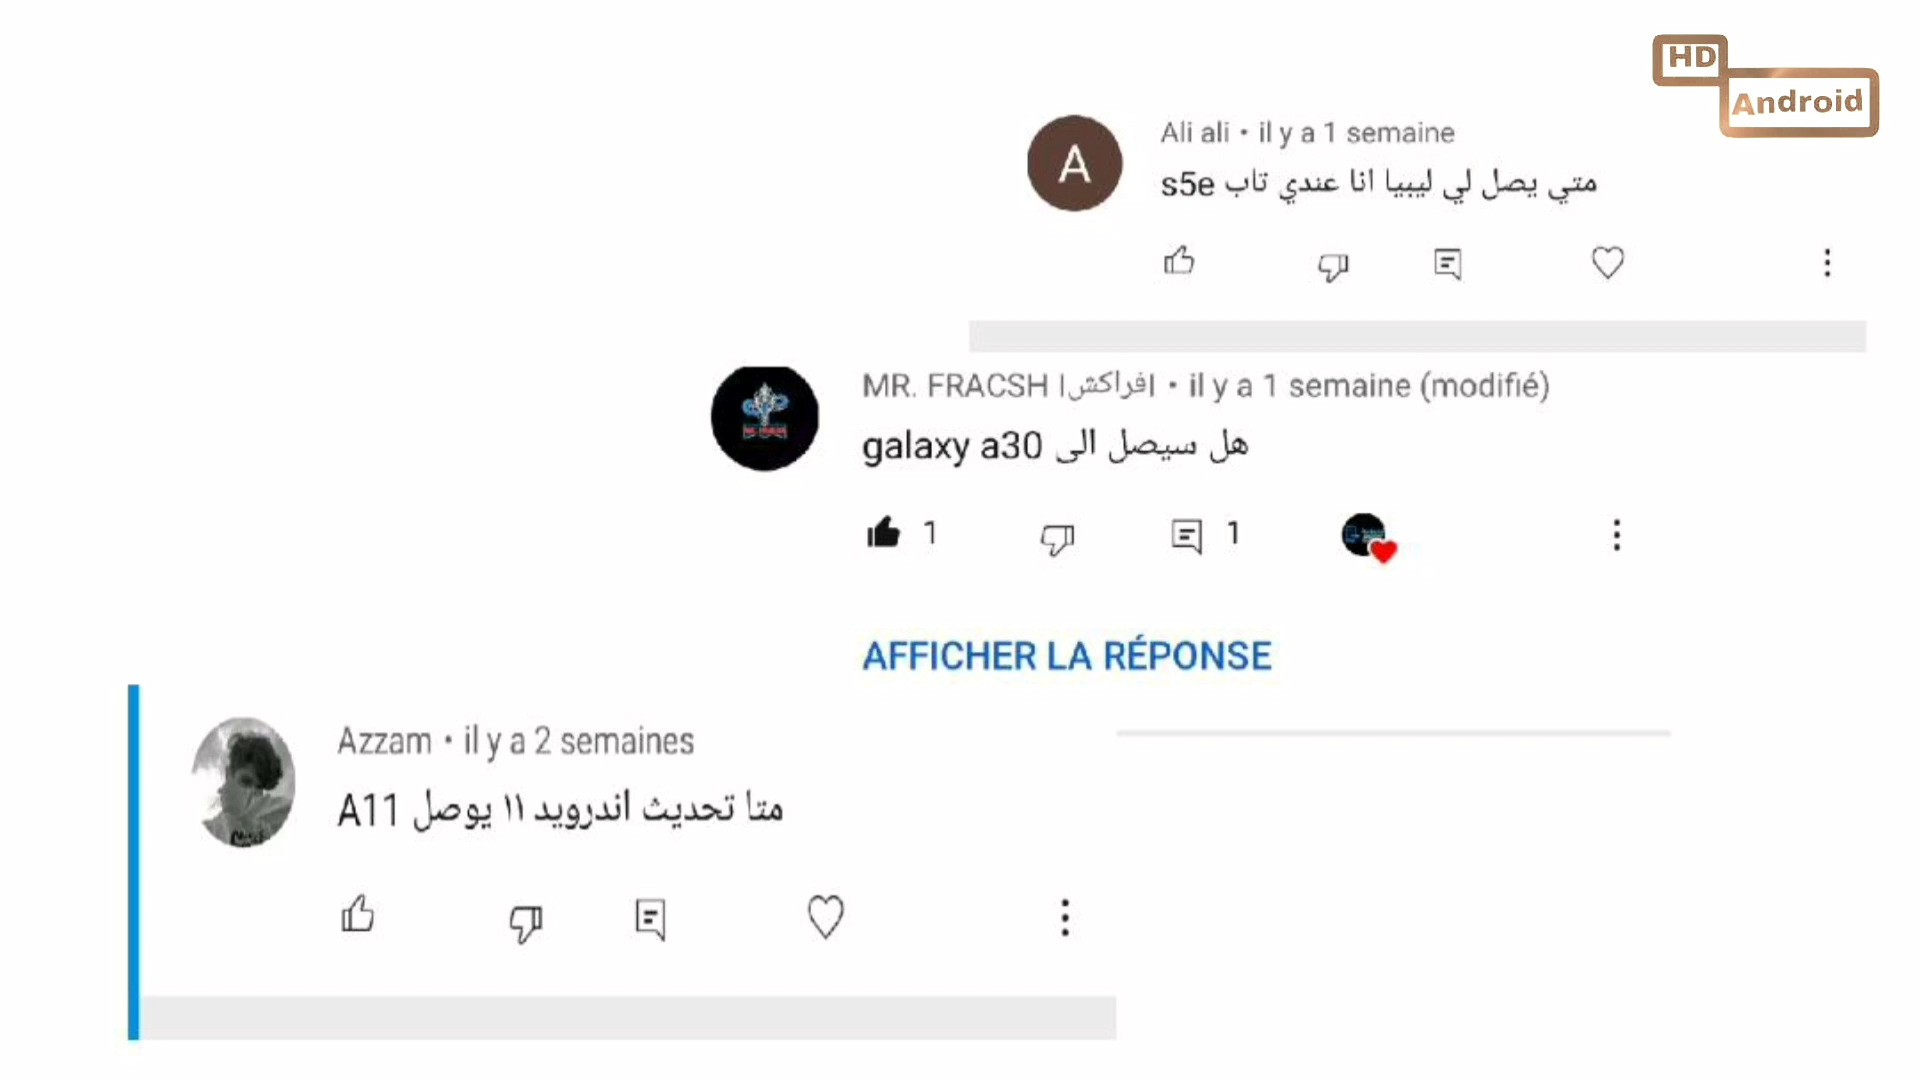 HD
Android
A
Ali ali • il y a 1 semaine
متي يصل لي ليبيا انا عندي تاب s5e
MR. FRACSH |افراكش| • il y a 1 semaine (modifié)
هل سيصل الى galaxy a30
1
1
AFFICHER LA RÉPONSE
Azzam • il y a 2 semaines
متا تحديث اندرويد ١١ يوصل A11